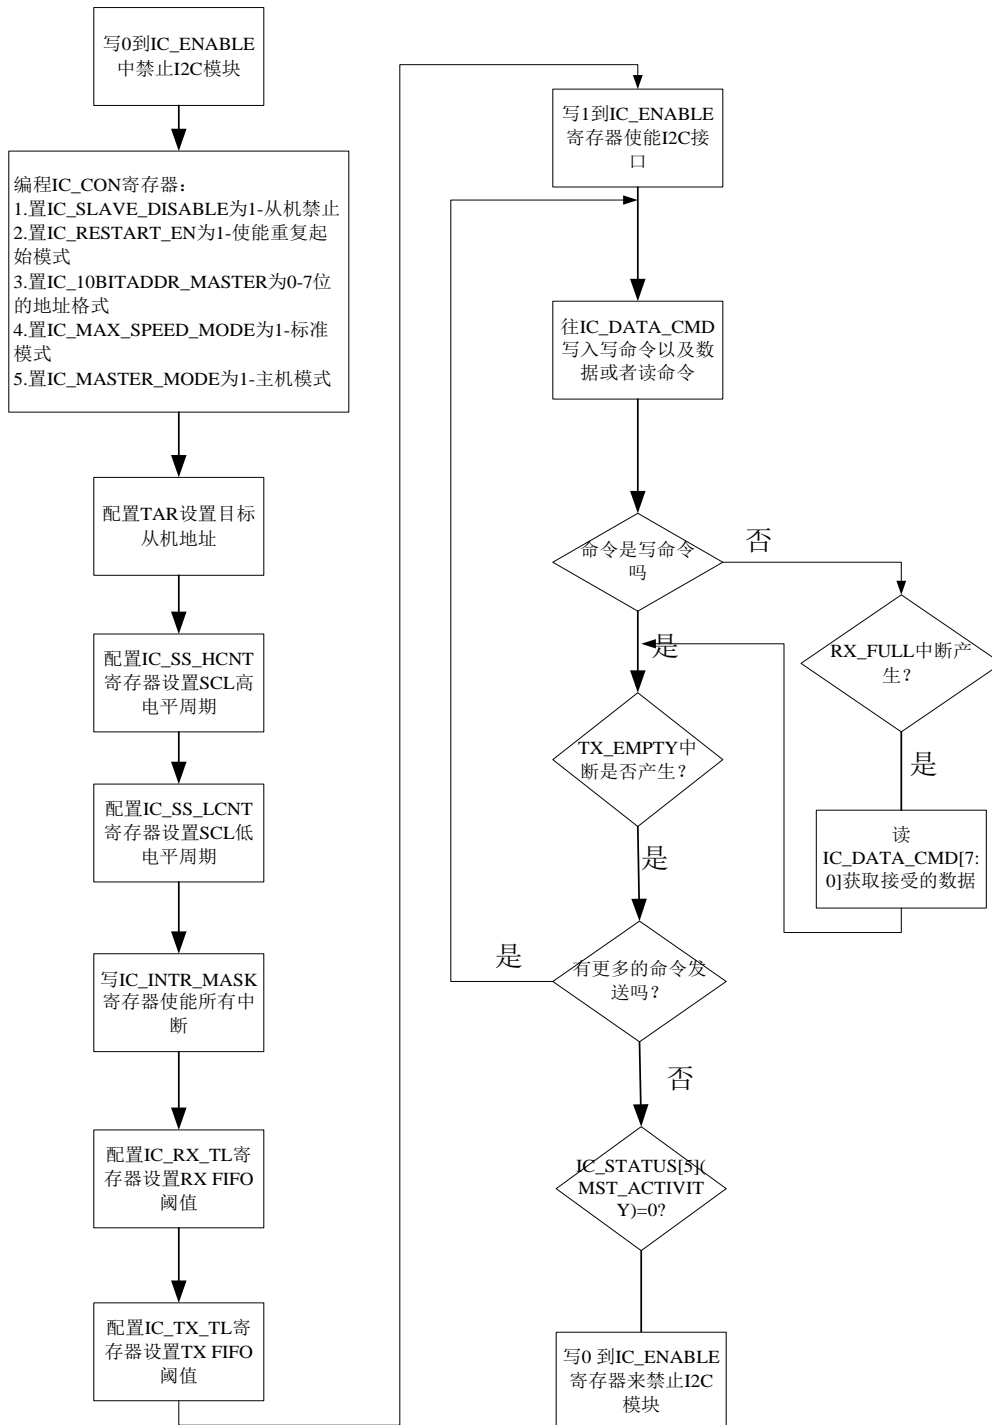 写0到IC_ENABLE
中禁止I2C模块
编程IC_CON寄存器：
1.置IC_SLAVE_DISABLE为1-从机禁止
2.置IC_RESTART_EN为1-使能重复起
始模式
3.置IC_10BITADDR_MASTER为0-7位
的地址格式
4.置IC_MAX_SPEED_MODE为1-标准
模式
5.置IC_MASTER_MODE为1-主机模式
配置TAR设置目标
从机地址
配置IC_SS_HCNT
寄存器设置SCL高
电平周期
配置IC_SS_LCNT
寄存器设置SCL低
电平周期
写IC_INTR_MASK
寄存器使能所有中
断
配置IC_RX_TL寄
存器设置RX FIFO
阈值
配置IC_TX_TL寄
存器设置TX FIFO
阈值
写1到IC_ENABLE
寄存器使能I2C接
口
往IC_DATA_CMD
写入写命令以及数
据或者读命令
命令是写命令
吗
否
是
RX_FULL中断产
生？
是
读
IC_DATA_CMD[7:
0]获取接受的数据
TX_EMPTY中
断是否产生？
是
有更多的命令发
送吗？
是
否
IC_STATUS[5](
MST_ACTIVIT
Y)=0?
写0 到IC_ENABLE
寄存器来禁止I2C
模块